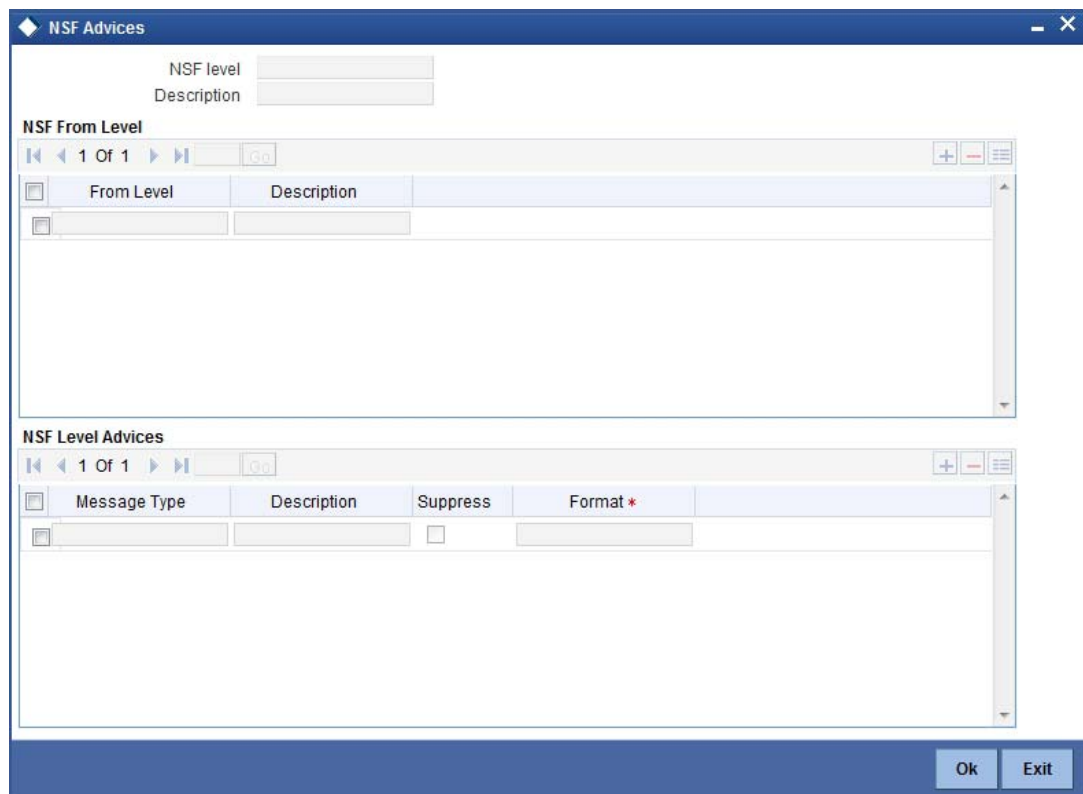 NSF Advices
NSF level
Description
NSF From Level
1 Of 1 Go
From Level Description
NSF Level Advices
1 Of 1 Go
Message Type Description Suppress Format *
Ok Exit